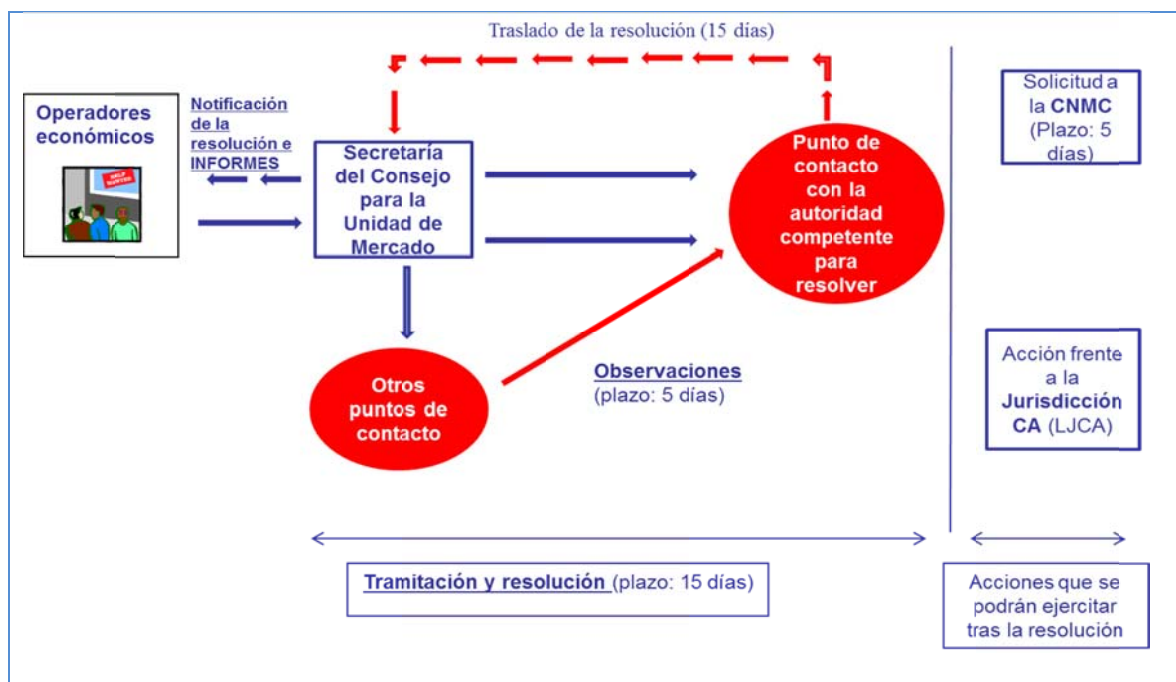 Traslado de la resolución (15 días)
Operadores
económicos
Notificación
de la
resolución e
INFORMES
Secretaría
del Consejo
para la
Unidad de
Mercado
Punto de
contacto
con la
autoridad
competente
para
resolver
Otros
puntos de
contacto
Observaciones
(plazo: 5 días)
Tramitación y resolución (plazo: 15 días)
Solicitud a
la CNMC
(Plazo: 5
días)
Acción frente
a la
Jurisdicción
CA (LJCA)
Acciones que se
podrán ejercitar
tras la resolución